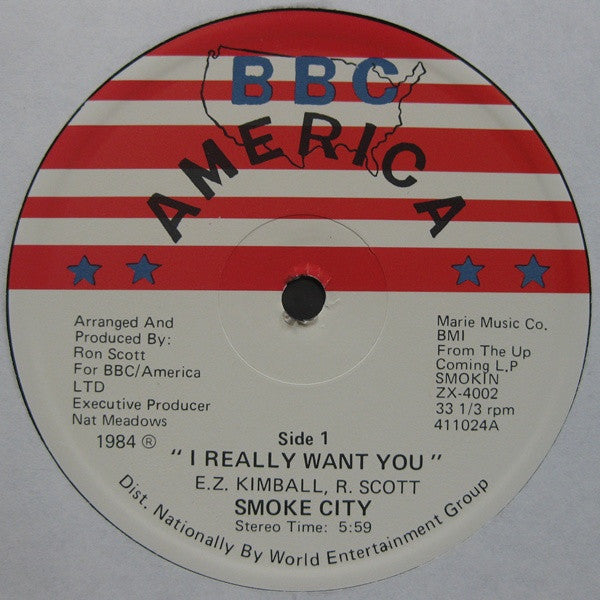 BBC
AMERICA
Arranged And
Produced By:
Ron Scott
For BBC/America
LTD
Executive Producer
Nat Meadows
1984 ®
Marie Music Co.
BMI
From The Up
Coming L.P
SMOKIN
ZX-4002
33 1/3 rpm
411024A
Side 1
"I REALLY WANT YOU"
E.Z. KIMBALL, R. SCOTT
SMOKE CITY
Stereo Time: 5:59
Dist. Nationally By World Entertainment Group